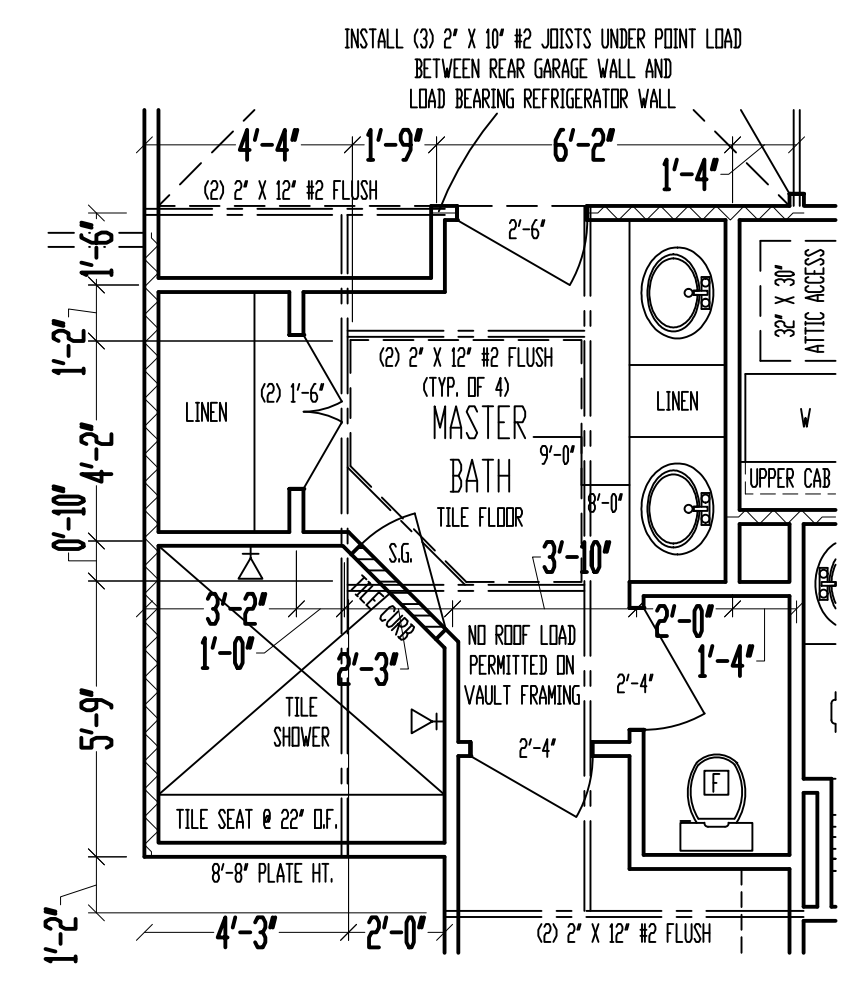 INSTALL (3) 2" X 10" #2 JOISTS UNDER POINT LOAD
BETWEEN REAR GARAGE WALL AND
LOAD BEARING REFRIGERATOR WALL
4'-4"
1'-9"
6'-2"
1'-4"
(2) 2" X 12" #2 FLUSH
1'-6"
2'-6"
32" X 30"
ATTIC ACCESS
1'-2"
(2) 2" X 12" #2 FLUSH
(TYP. OF 4)
LINEN
(2) 1'-6"
MASTER
BATH
TILE FLOOR
LINEN
W
4'-2"
9'-0"
8'-0"
UPPER CAB
0'-10"
S.G.
3'-10"
TILE CURB
3'-2"
1'-0"
2'-3"
NO ROOF LOAD
PERMITTED ON
VAULT FRAMING
2'-0"
1'-4"
2'-4"
5'-9"
TILE
SHOWER
2'-4"
F
TILE SEAT @ 22" O.F.
8'-8" PLATE HT.
1'-2"
4'-3"
2'-0"
(2) 2" X 12" #2 FLUSH